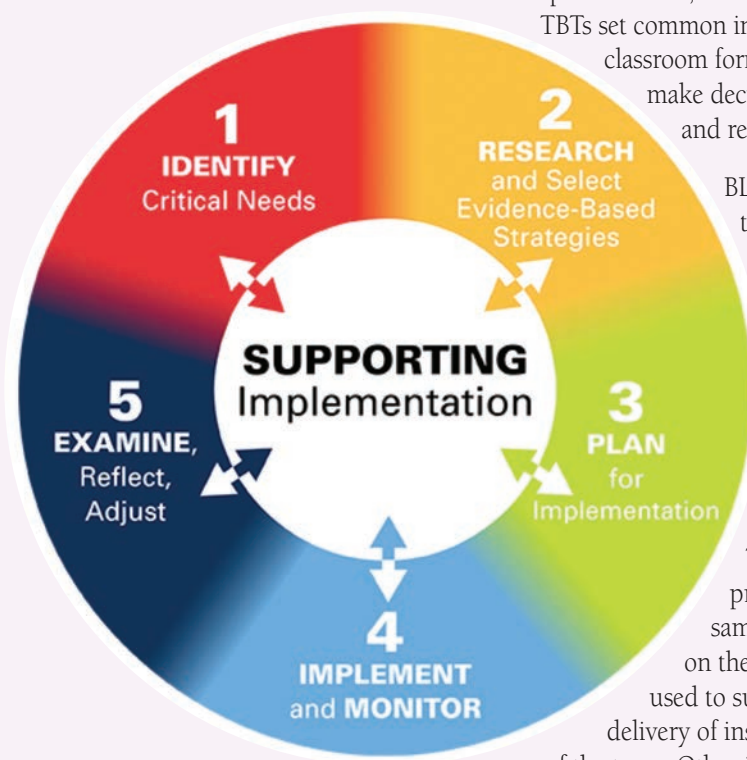 TBTs set common in
classroom for
make dec
and re
BL
1
IDENTIFY
Critical Needs
2
RESEARCH
and Select
Evidence-Based
Strategies
SUPPORTING
Implementation
3
PLAN
for
Implementation
4
IMPLEMENT
and MONITOR
5
EXAMINE,
Reflect,
Adjust
pr
sam
on the
used to su
delivery of ins